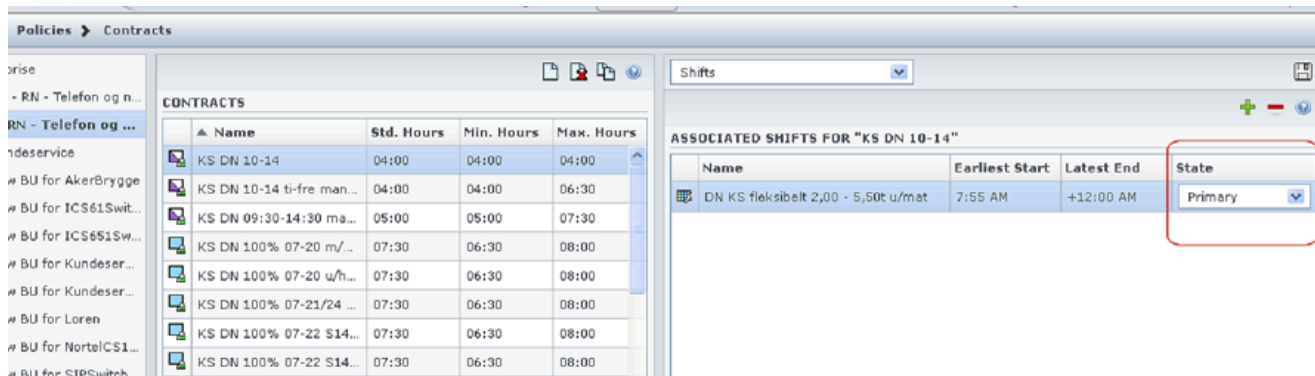 Policies > Contracts
prise
- RN - Telefon og n...
RN - Telefon og ...
ndeservice
w BU for AkerBrygge
w BU for ICS61Swit...
w BU for ICS651Sw...
w BU for Kundeser...
w BU for Kundeser...
w BU for Loren
w BU for NortelCS1...
w BU for SIPSwitch
CONTRACTS
Name Std. Hours Min. Hours Max. Hours
KS DN 10-14 04:00 04:00 04:00
KS DN 10-14 ti-fre man... 04:00 04:00 06:30
KS DN 09:30-14:30 ma... 05:00 05:00 07:30
KS DN 100% 07-20 m/... 07:30 06:30 08:00
KS DN 100% 07-20 u/h... 07:30 06:30 08:00
KS DN 100% 07-21/24 ... 07:30 06:30 08:00
KS DN 100% 07-22 S14... 07:30 06:30 08:00
KS DN 100% 07-22 S14... 07:30 06:30 08:00
Shifts
ASSOCIATED SHIFTS FOR "KS DN 10-14"
Name Earliest Start Latest End State
DN KS fleksibelt 2,00 - 5,50t u/mat 7:55 AM +12:00 AM Primary